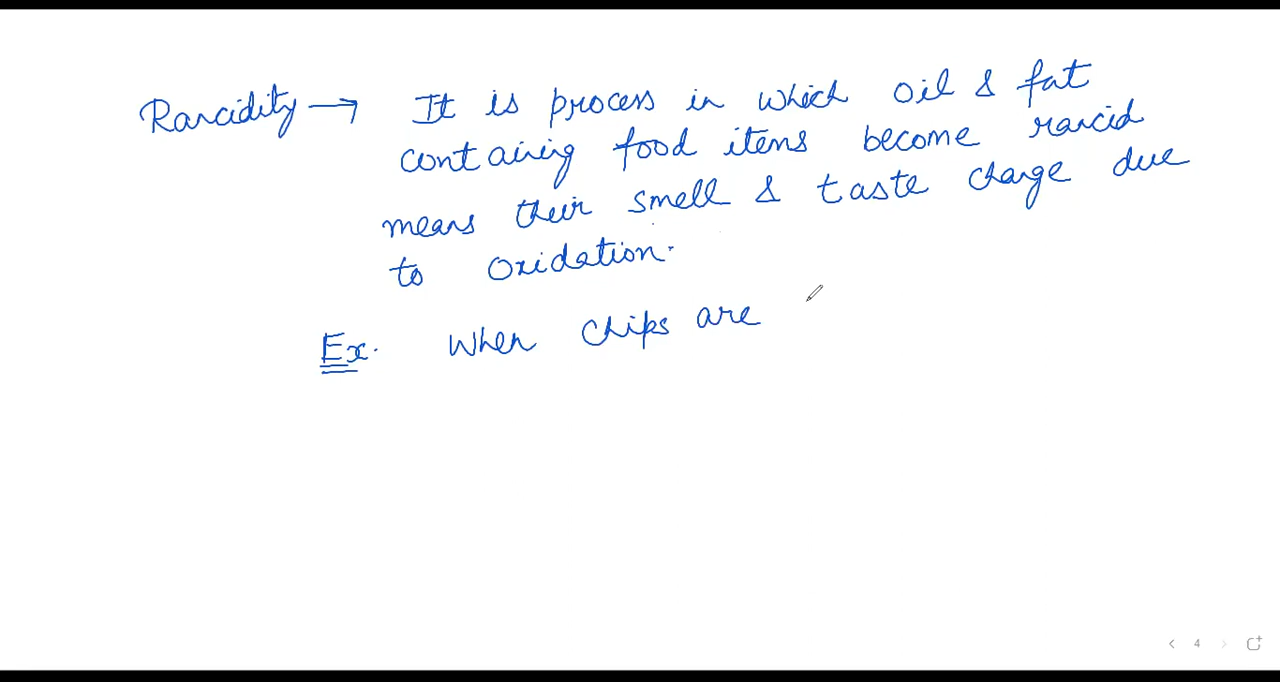 Rancidity → It is process in which oil & fat
containing food items become rancid
means their smell & taste change due
to oxidation.
Ex. When chips are
4